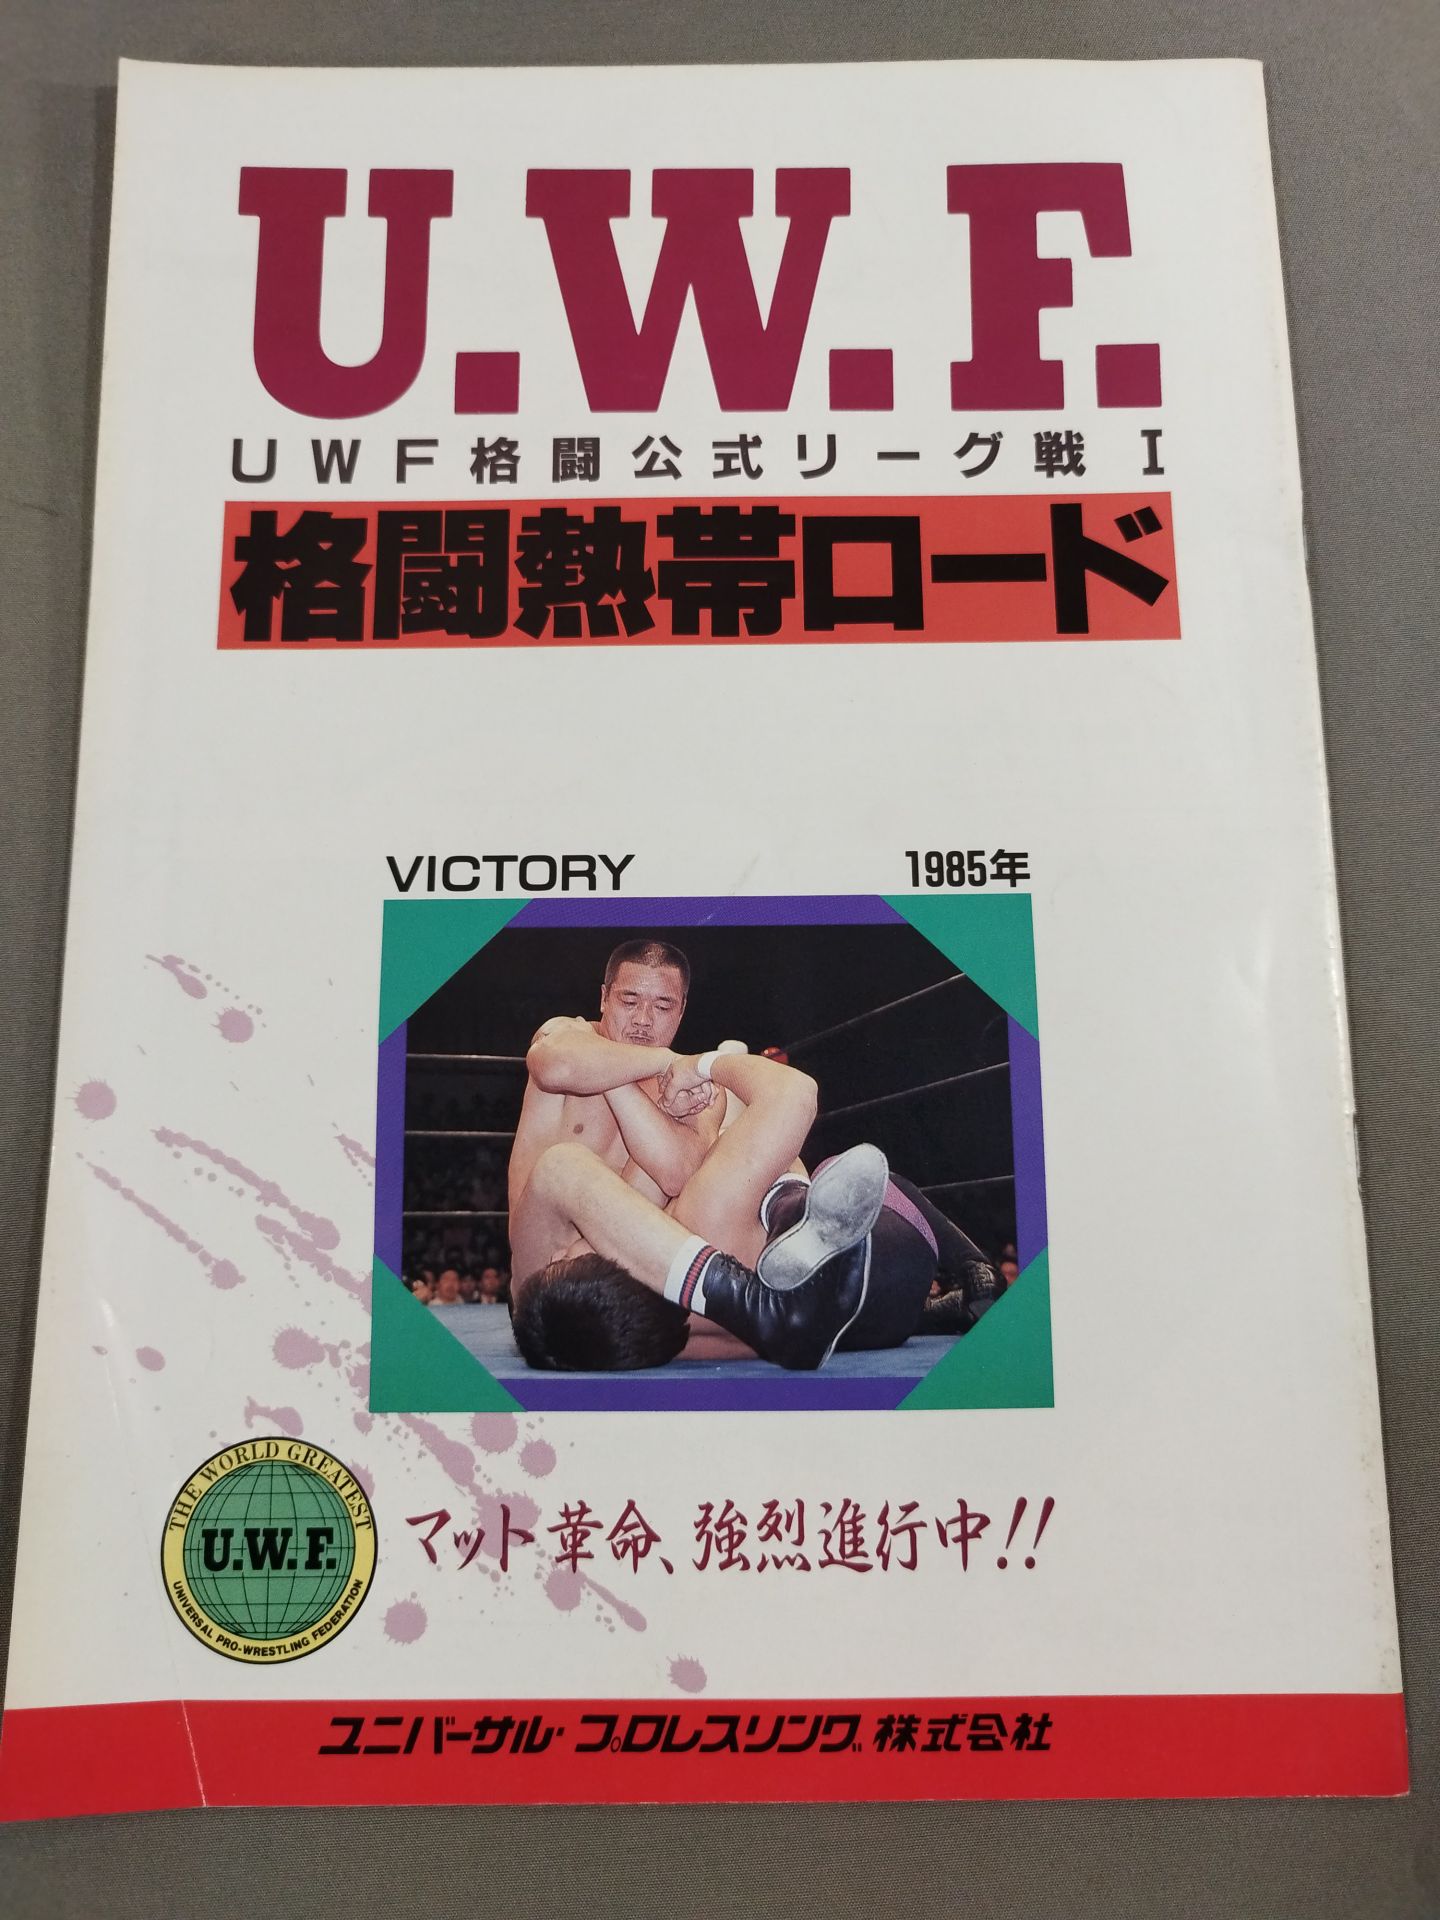 U.W.F.
UWF格闘公式リーグ戦 I
格闘熱帯ロード
VICTORY 1985年
THE WORLD GREATEST
U.W.F.
UNIVERSAL PRO-WRESTLING FEDERATION
マット革命、強烈進行中!!
ユニバーサル・プロレスリング株式会社